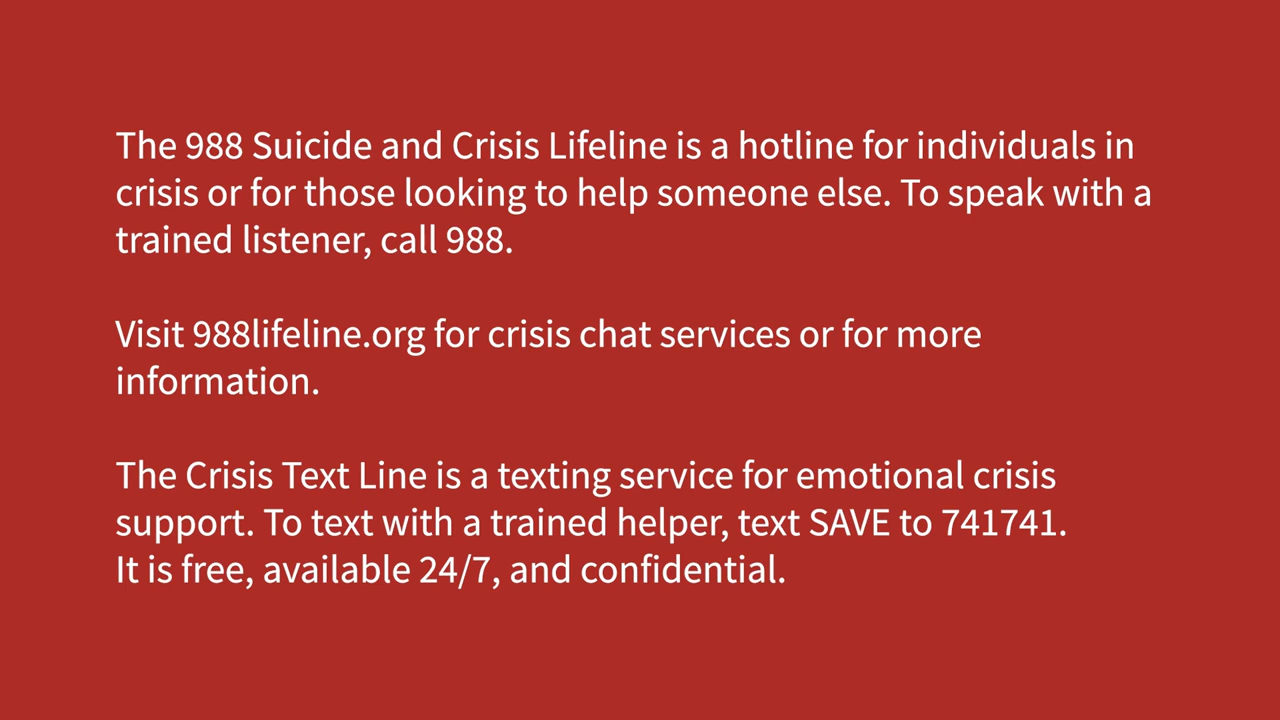 The 988 Suicide and Crisis Lifeline is a hotline for individuals in
crisis or for those looking to help someone else. To speak with a
trained listener, call 988.
Visit 988lifeline.org for crisis chat services or for more
information.
The Crisis Text Line is a texting service for emotional crisis
support. To text with a trained helper, text SAVE to 741741.
It is free, available 24/7, and confidential.